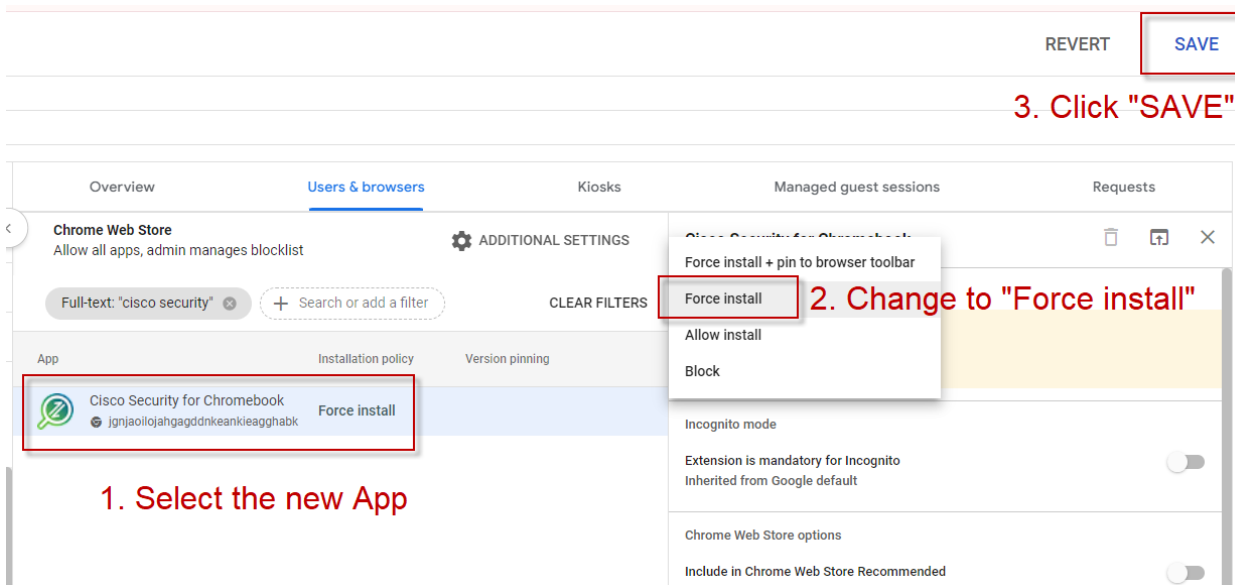 REVERT SAVE
3. Click "SAVE"
Overview Users & browsers Kiosks Managed guest sessions Requests
Chrome Web Store
Allow all apps, admin manages blocklist
ADDITIONAL SETTINGS
Cisco Security for Chromebook
Force install + pin to browser toolbar
Full-text: "cisco security" Search or add a filter CLEAR FILTERS
Force install
2. Change to "Force install"
Allow install
Block
App Installation policy Version pinning
Cisco Security for Chromebook
jgnjaoilojahgagddnkeankieagghabk
Force install
1. Select the new App
Incognito mode
Extension is mandatory for Incognito
Inherited from Google default
Chrome Web Store options
Include in Chrome Web Store Recommended